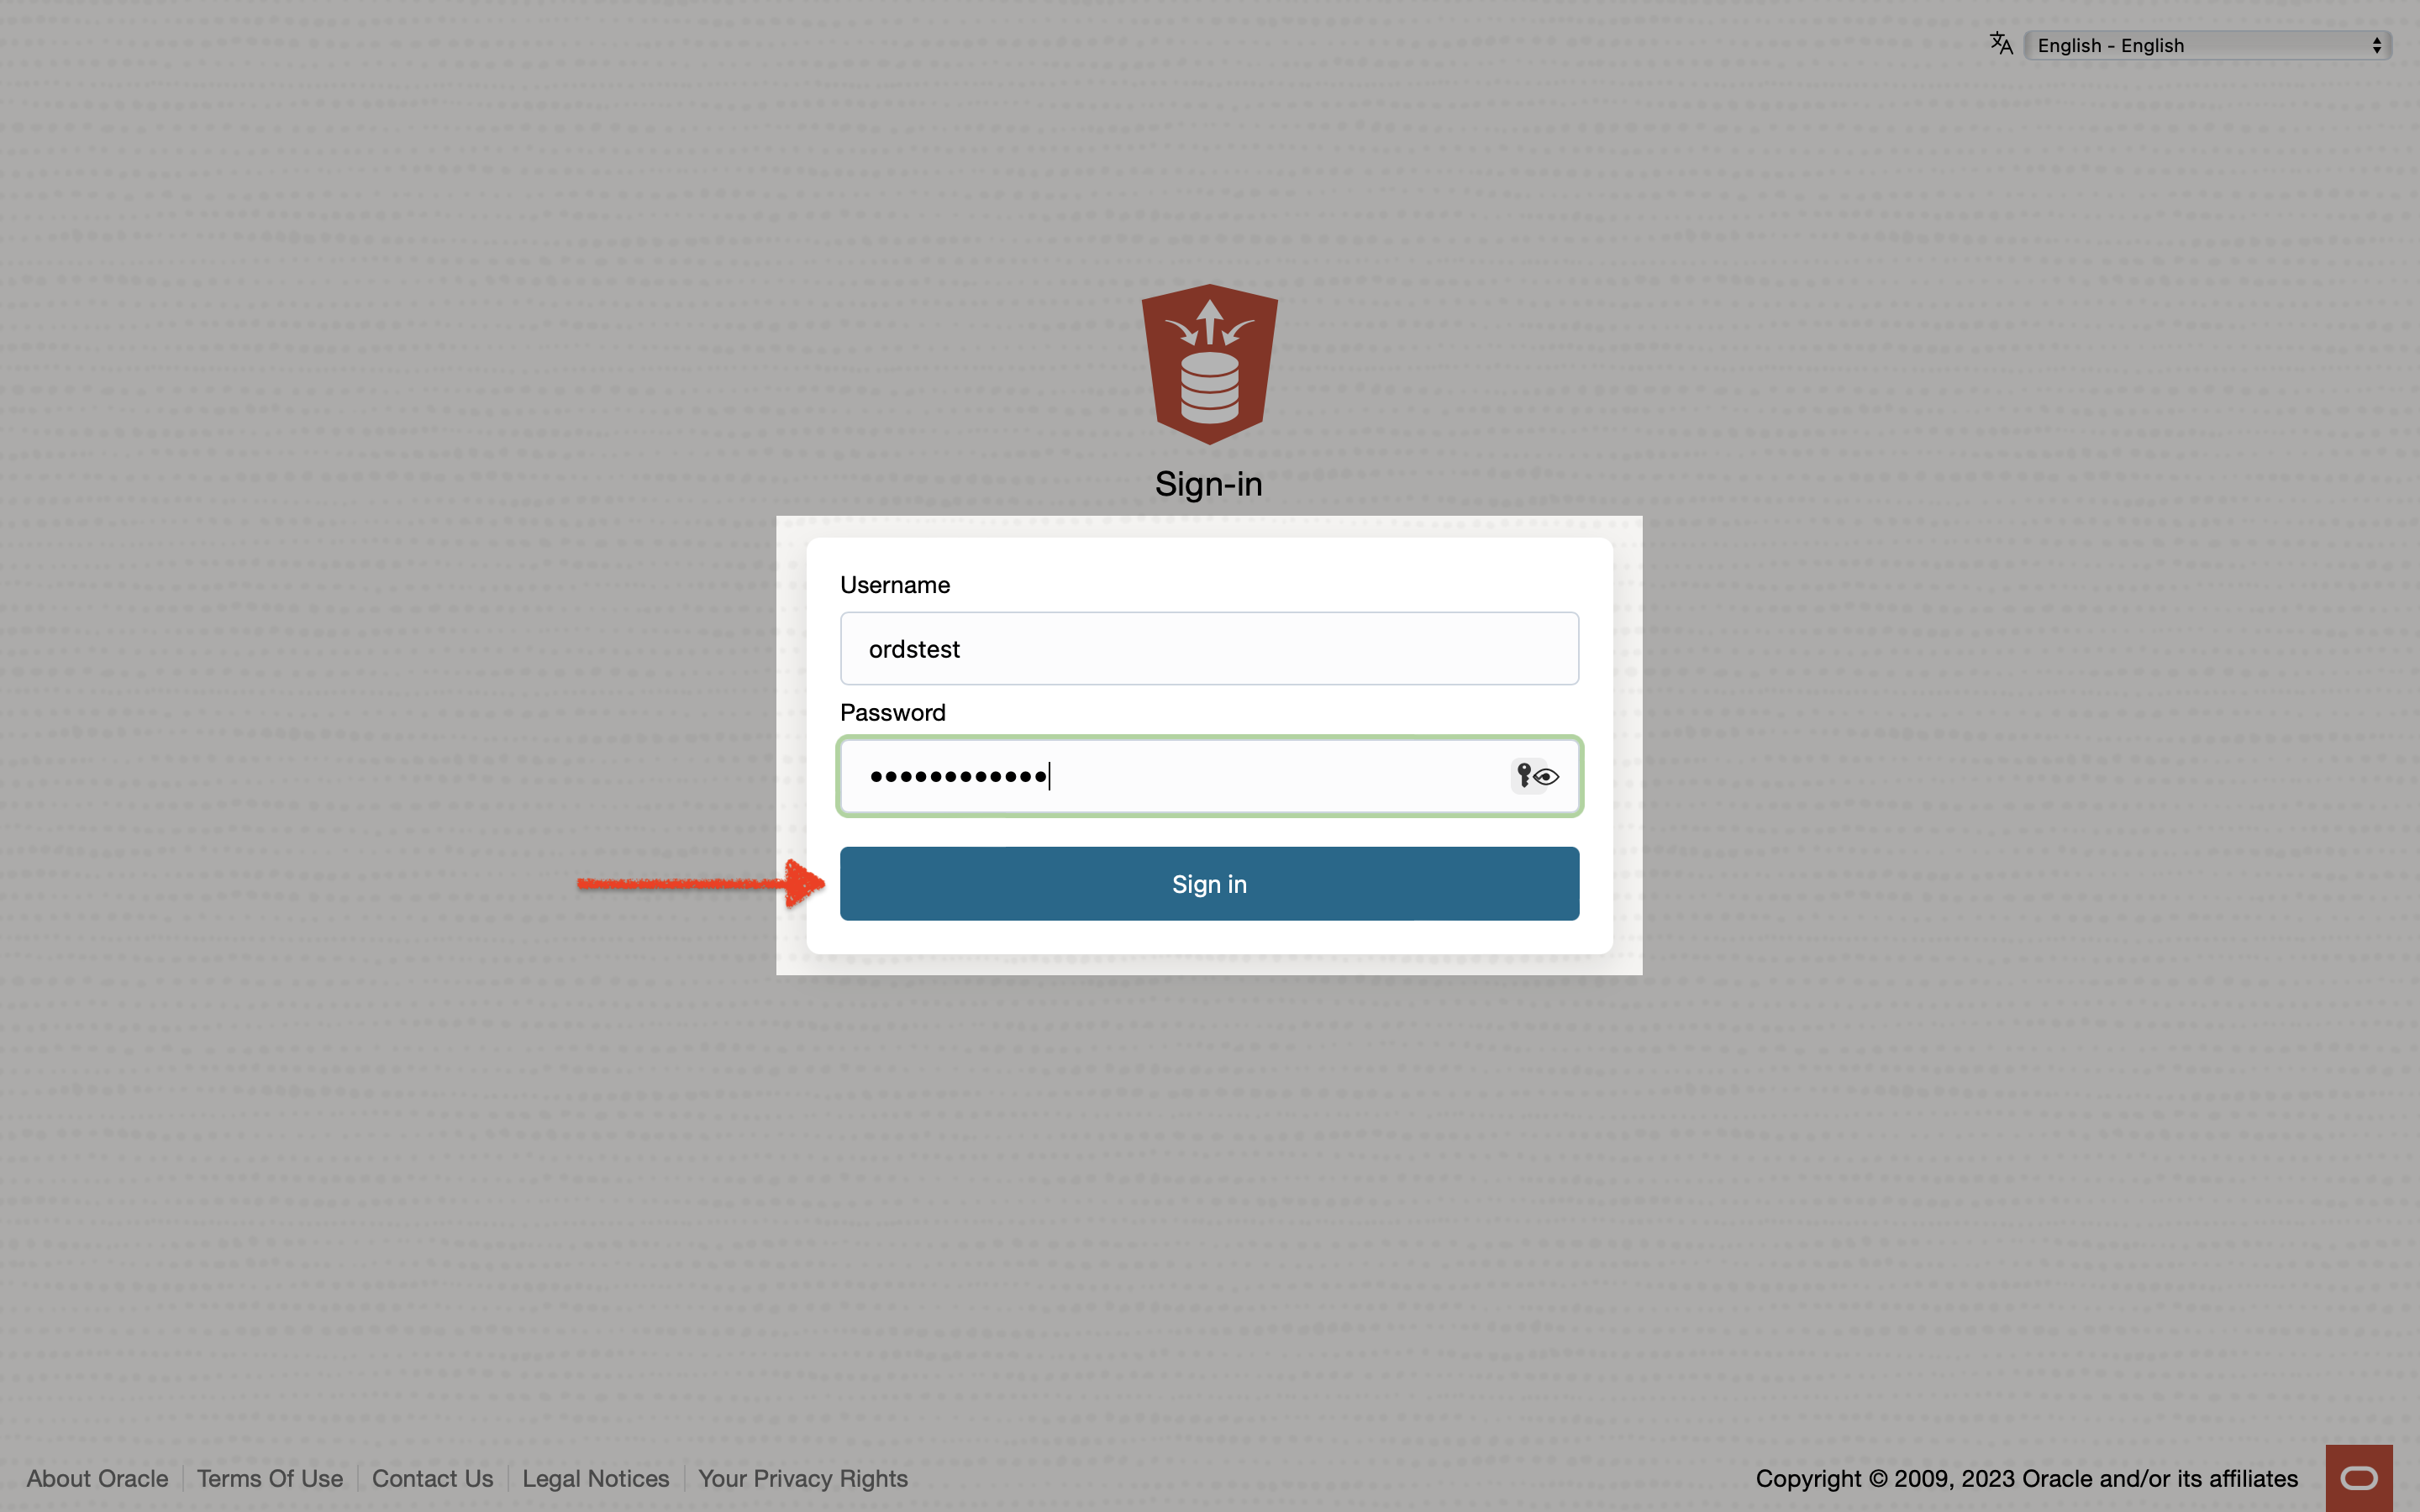 English - English
Sign-in
Username
ordstest
Password
Sign in
About Oracle
Terms Of Use
Contact Us
Legal Notices
Your Privacy Rights
Copyright © 2009, 2023 Oracle and/or its affiliates